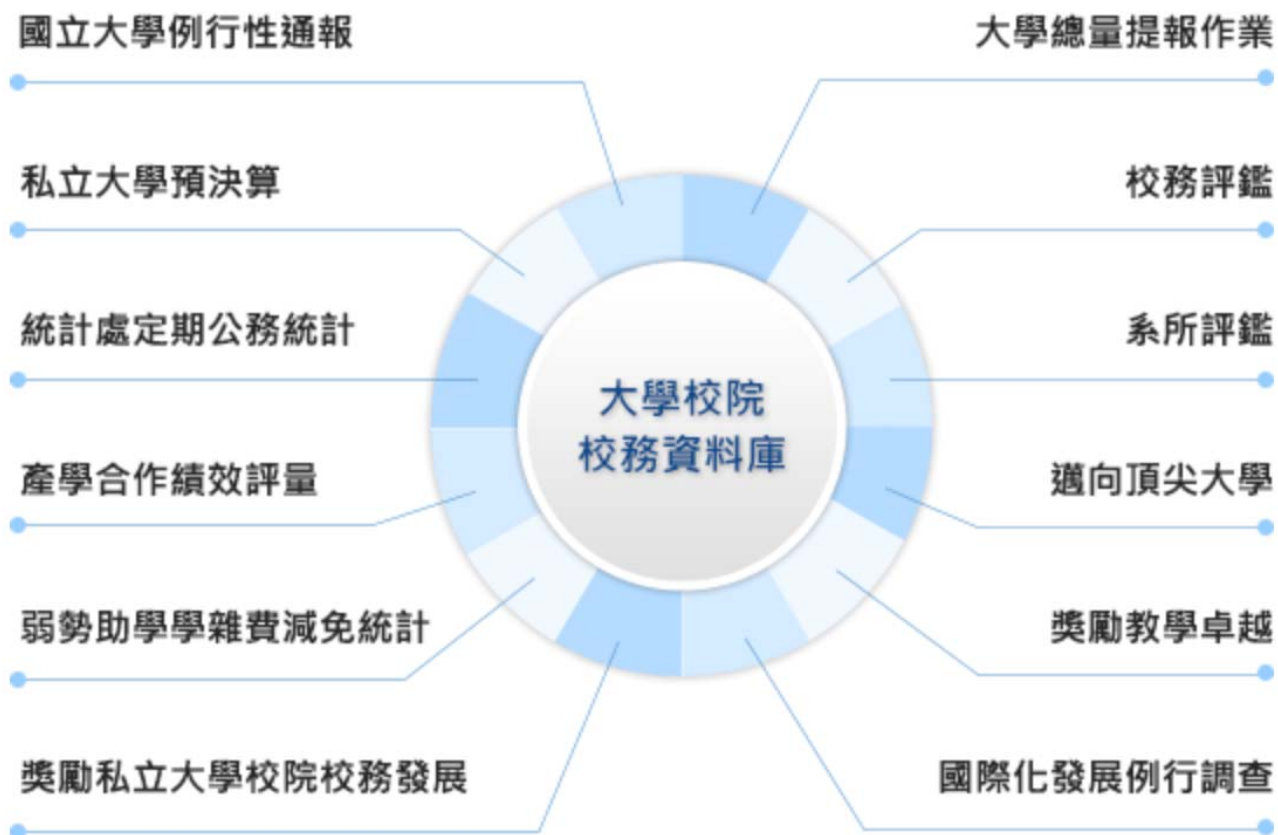 國立大學例行性通報
大學總量提報作業
私立大學預決算
校務評鑑
統計處定期公務統計
系所評鑑
大學校院
校務資料庫
產學合作績效評量
邁向頂尖大學
弱勢助學學雜費減免統計
獎勵教學卓越
獎勵私立大學校院校務發展
國際化發展例行調查